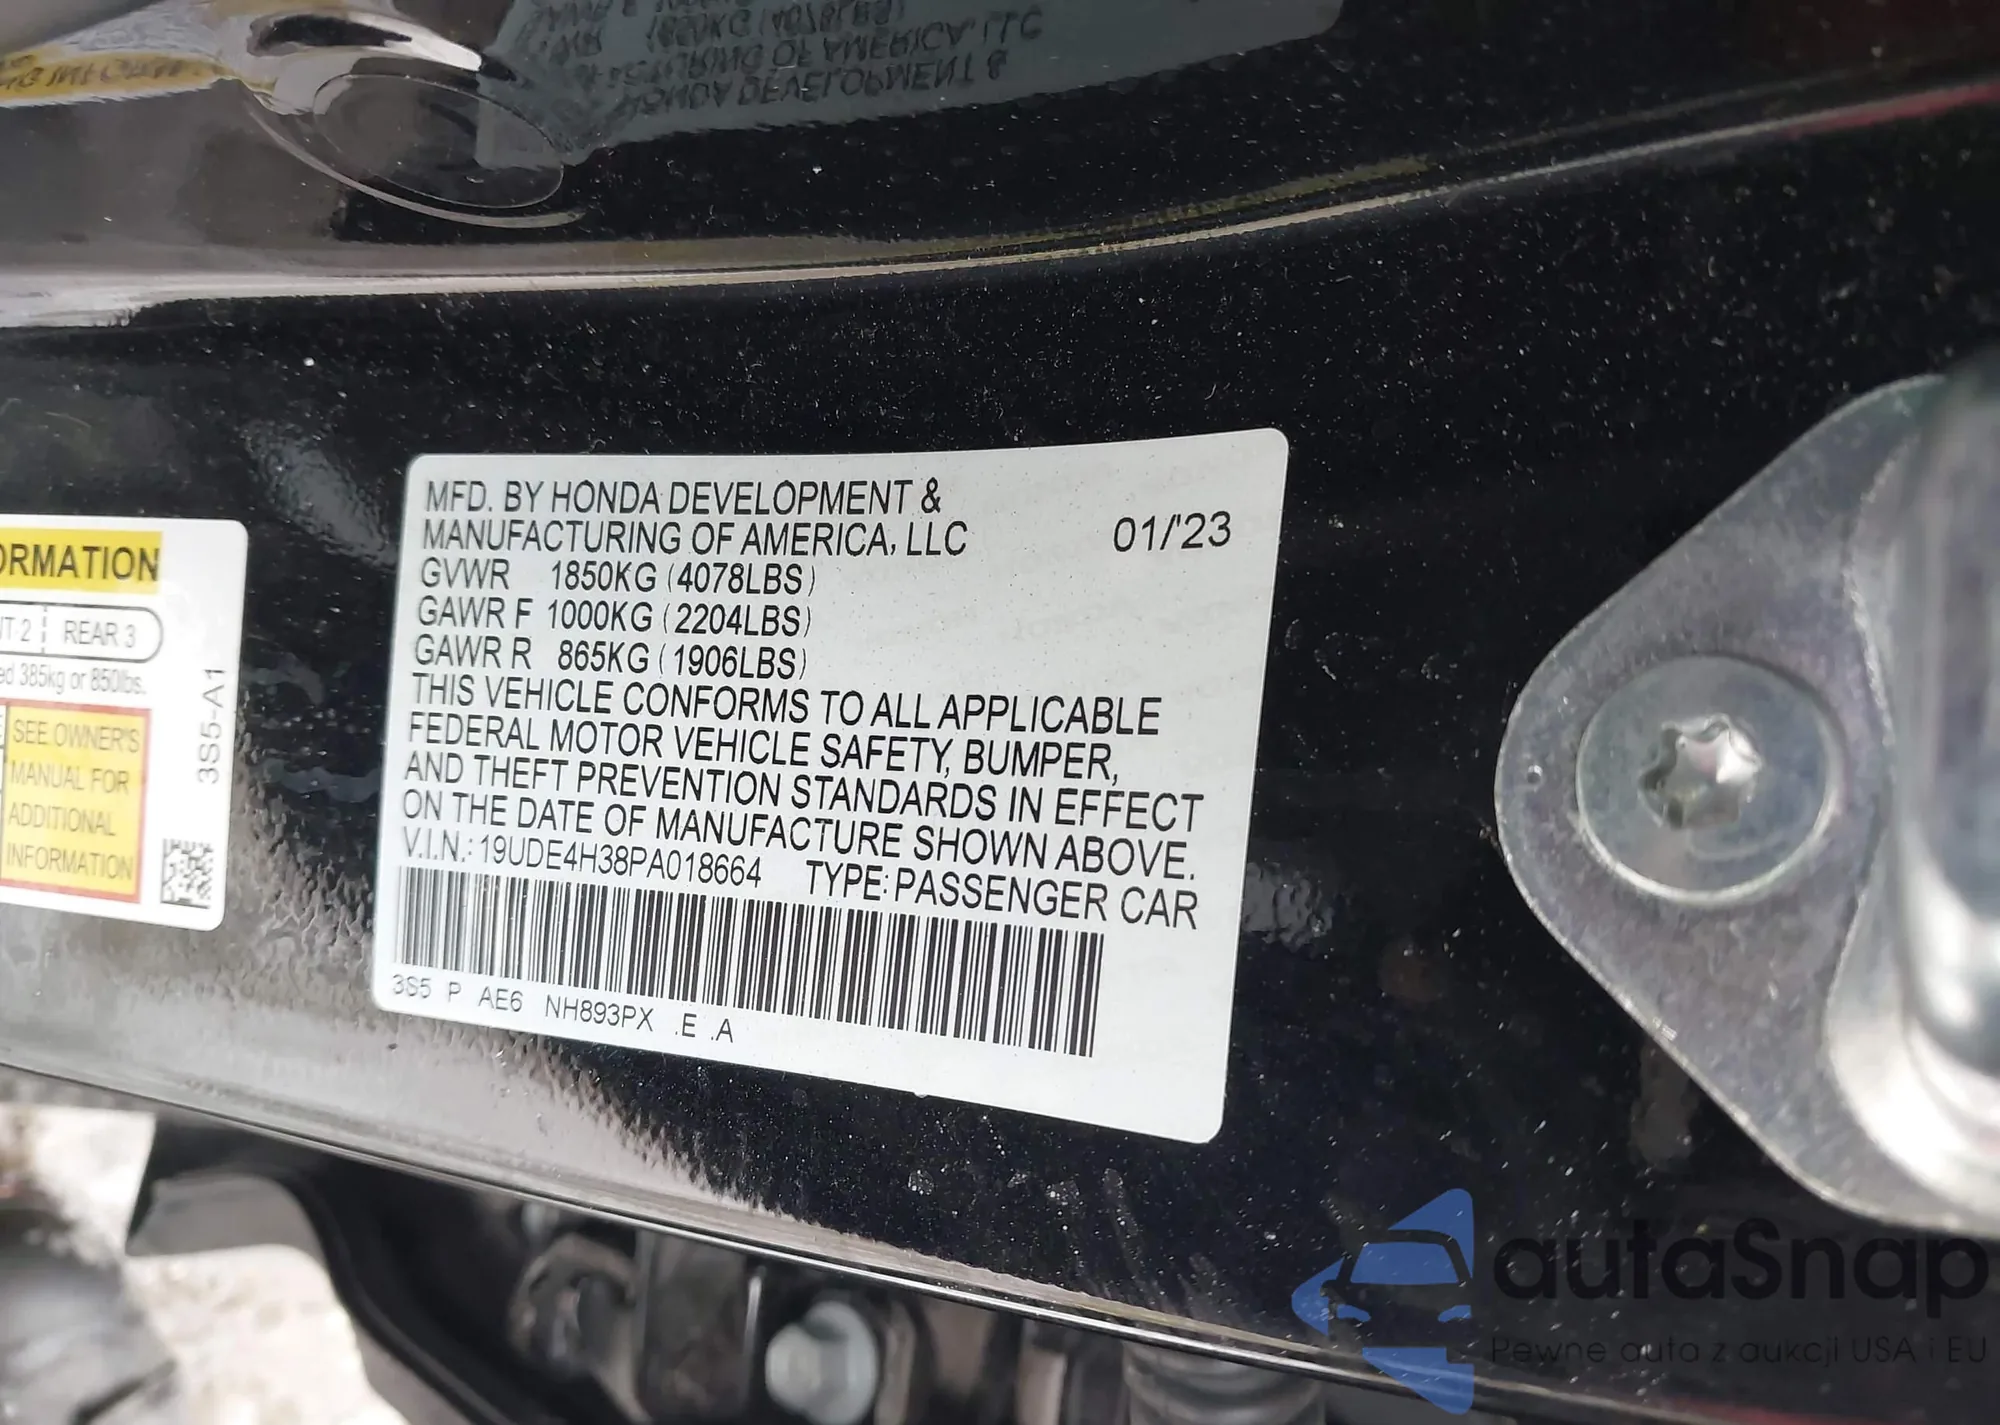 MFD. BY HONDA DEVELOPMENT &
MANUFACTURING OF AMERICA, LLC 01/'23
GVWR 1850KG (4078LBS)
GAWR F 1000KG (2204LBS)
GAWR R 865KG (1906LBS)
THIS VEHICLE CONFORMS TO ALL APPLICABLE
FEDERAL MOTOR VEHICLE SAFETY, BUMPER,
AND THEFT PREVENTION STANDARDS IN EFFECT
ON THE DATE OF MANUFACTURE SHOWN ABOVE.
V.I.N.: 19UDE4H38PA018664 TYPE: PASSENGER CAR
3S5 P AE6 NH893PX .E .A
ORMATION
REAR 3
385kg or 850lbs.
SEE OWNER'S
MANUAL FOR
ADDITIONAL
INFORMATION
3S5-A1
autaSnap
Pewne auta z aukcji USA i EU